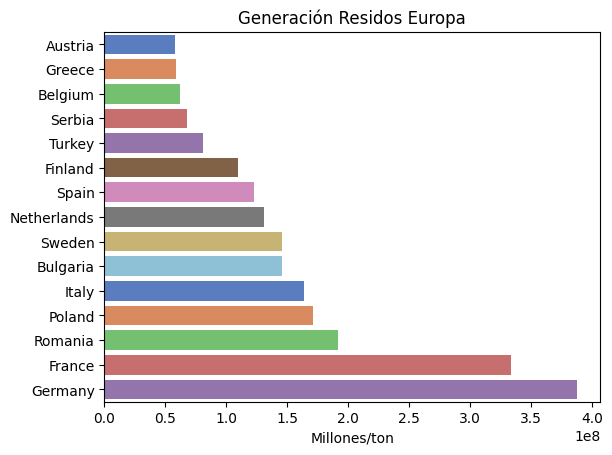 Generación Residos Europa
Austria
Greece
Belgium
Serbia
Turkey
Finland
Spain
Netherlands
Sweden
Bulgaria
Italy
Poland
Romania
France
Germany
0.0 0.5 1.0 1.5 2.0 2.5 3.0 3.5 4.0
1e8
Millones/ton